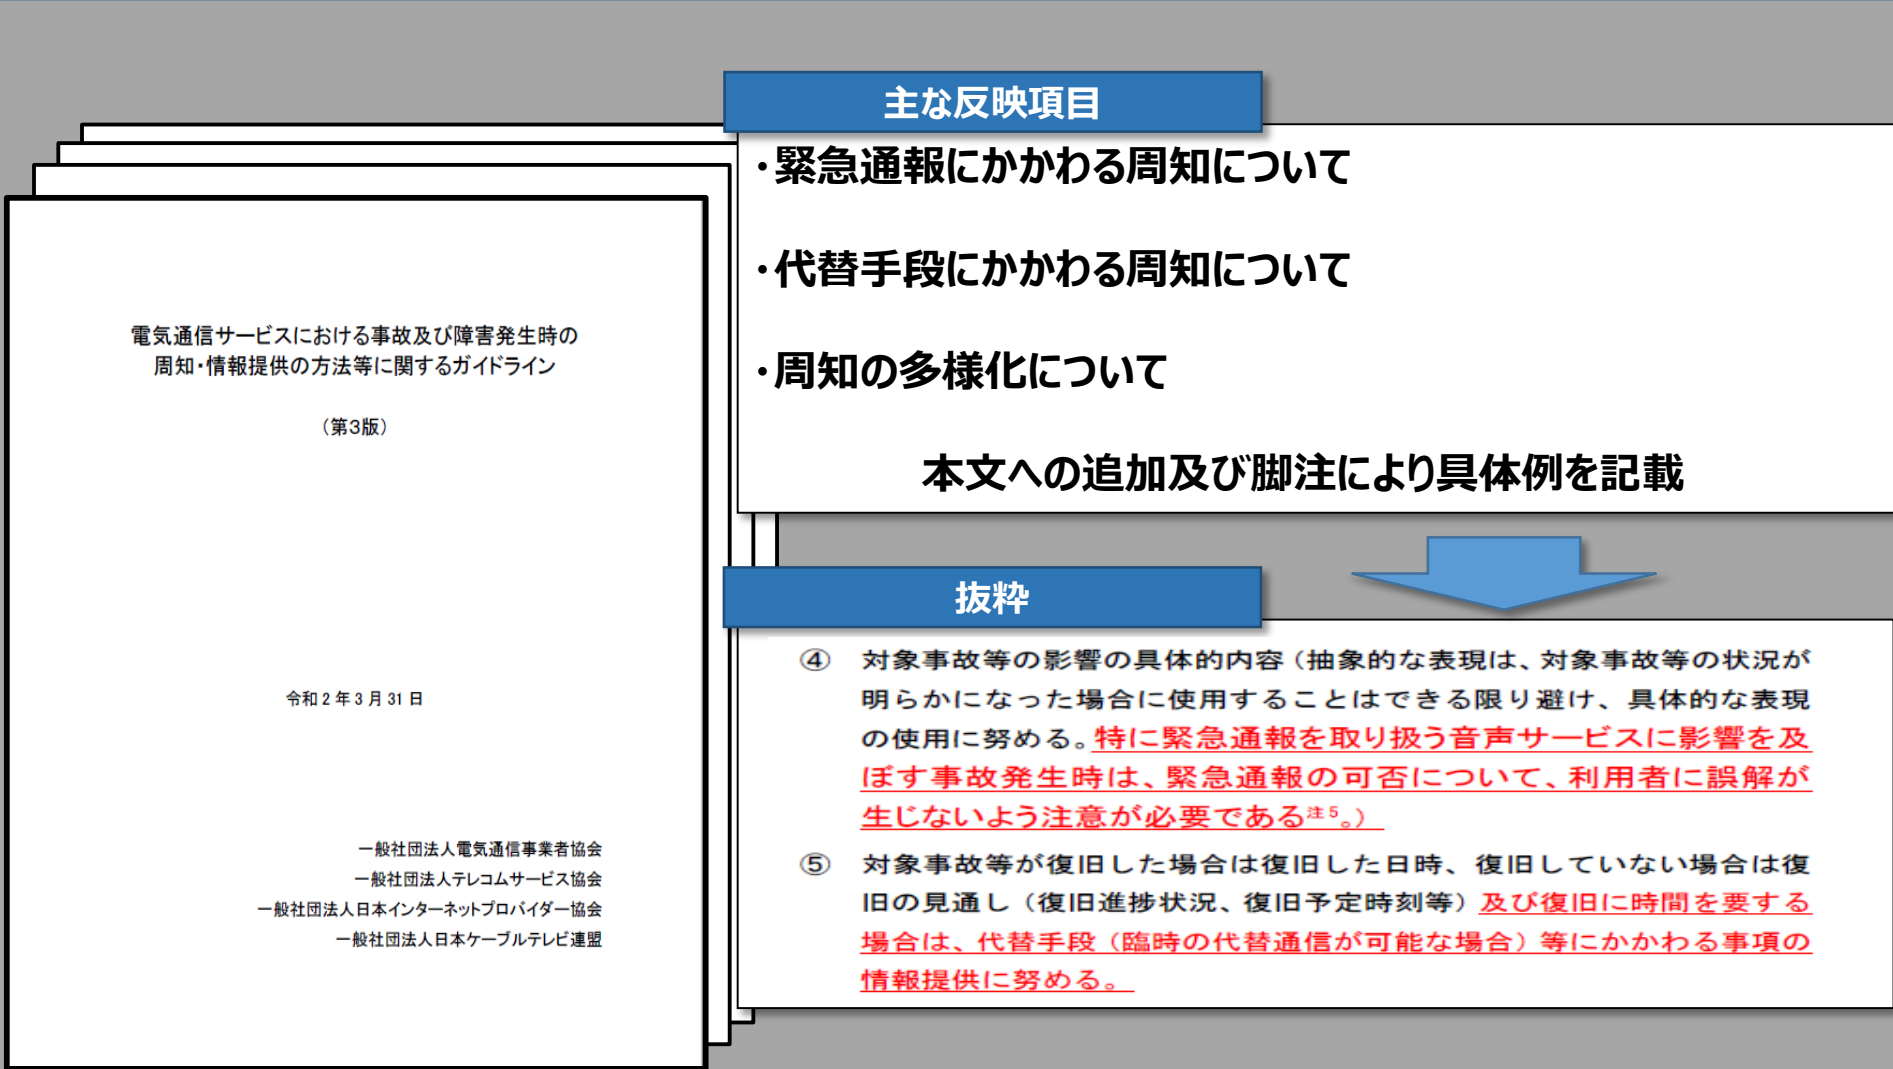 電気通信サービスにおける事故及び障害発生時の
周知・情報提供の方法等に関するガイドライン
（第3版）
令和2年3月31日
一般社団法人電気通信事業者協会
一般社団法人テレコムサービス協会
一般社団法人日本インターネットプロバイダー協会
一般社団法人日本ケーブルテレビ連盟
主な反映項目
・緊急通報にかかわる周知について
・代替手段にかかわる周知について
・周知の多様化について
本文への追加及び脚注により具体例を記載
抜粋
④ 対象事故等の影響の具体的内容（抽象的な表現は、対象事故等の状況が
明らかになった場合に使用することはできる限り避け、具体的な表現
の使用に努める。特に緊急通報を取り扱う音声サービスに影響を及
ぼす事故発生時は、緊急通報の可否について、利用者に誤解が
生じないよう注意が必要である注5。）
⑤ 対象事故等が復旧した場合は復旧した日時、復旧していない場合は復
旧の見通し（復旧進捗状況、復旧予定時刻等）及び復旧に時間を要する
場合は、代替手段（臨時の代替通信が可能な場合）等にかかわる事項の
情報提供に努める。